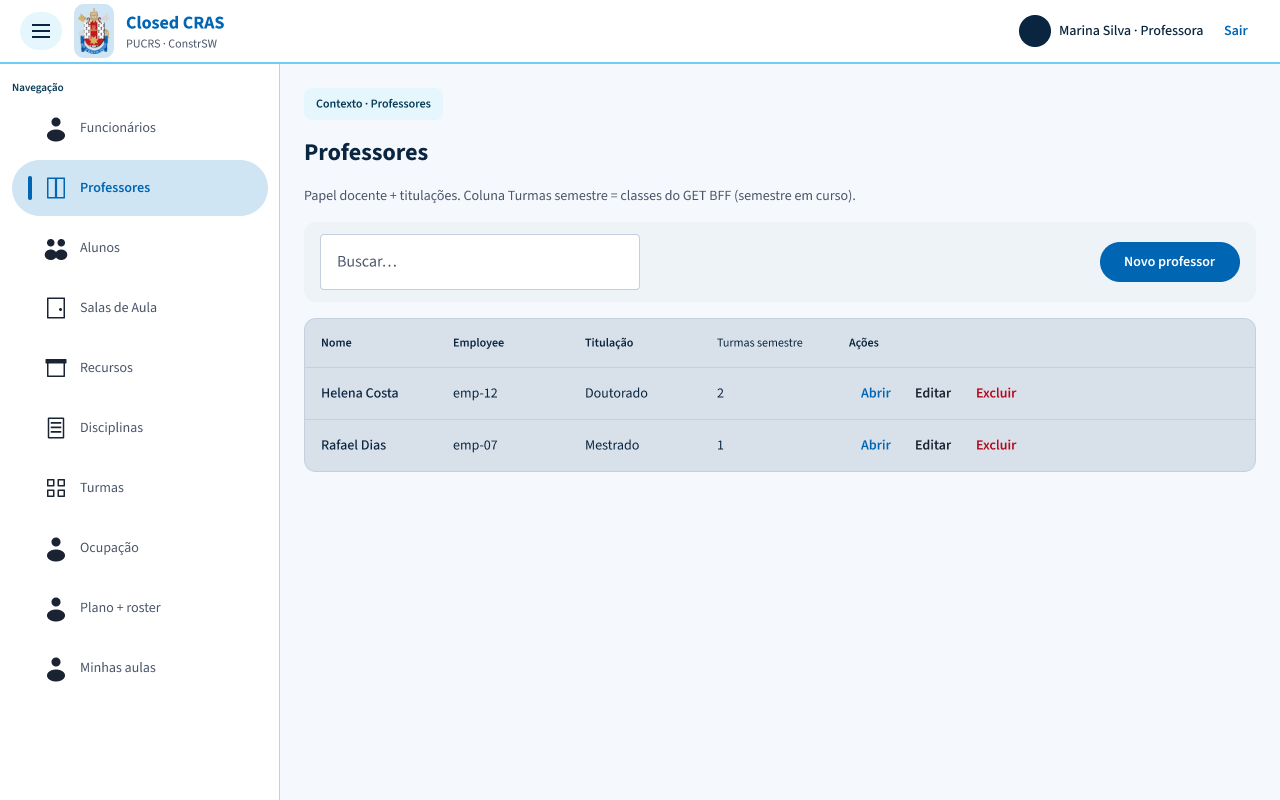 Closed CRAS
PUCRS · ConstrSW
Marina Silva · Professora
Sair
Navegação
Funcionários
Professores
Alunos
Salas de Aula
Recursos
Disciplinas
Turmas
Ocupação
Plano + roster
Minhas aulas
Contexto · Professores
Professores
Papel docente + titulações. Coluna Turmas semestre = classes do GET BFF (semestre em curso).
Buscar…
Novo professor
Nome Employee Titulação Turmas semestre Ações
Helena Costa emp-12 Doutorado 2 Abrir Editar Excluir
Rafael Dias emp-07 Mestrado 1 Abrir Editar Excluir